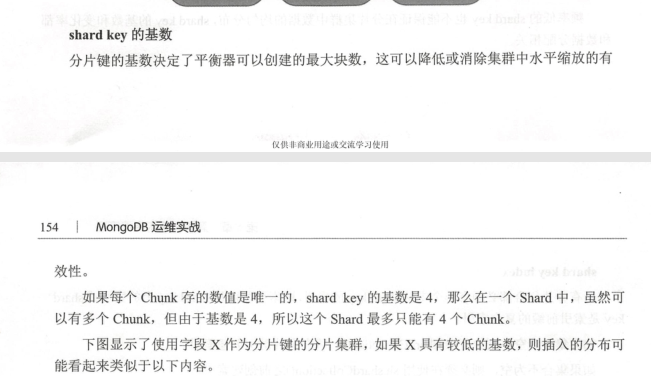 shard key 的基数
分片键的基数决定了平衡器可以创建的最大块数，这可以降低或消除集群中水平缩放的有
仅供非商业用途或交流学习使用
154 | MongoDB 运维实战
效性。
如果每个 Chunk 存的数值是唯一的，shard key 的基数是 4，那么在一个 Shard 中，虽然可
以有多个 Chunk，但由于基数是 4，所以这个 Shard 最多只能有 4 个 Chunk。
下图显示了使用字段 X 作为分片键的分片集群，如果 X 具有较低的基数，则插入的分布可
能看起来类似于以下内容。